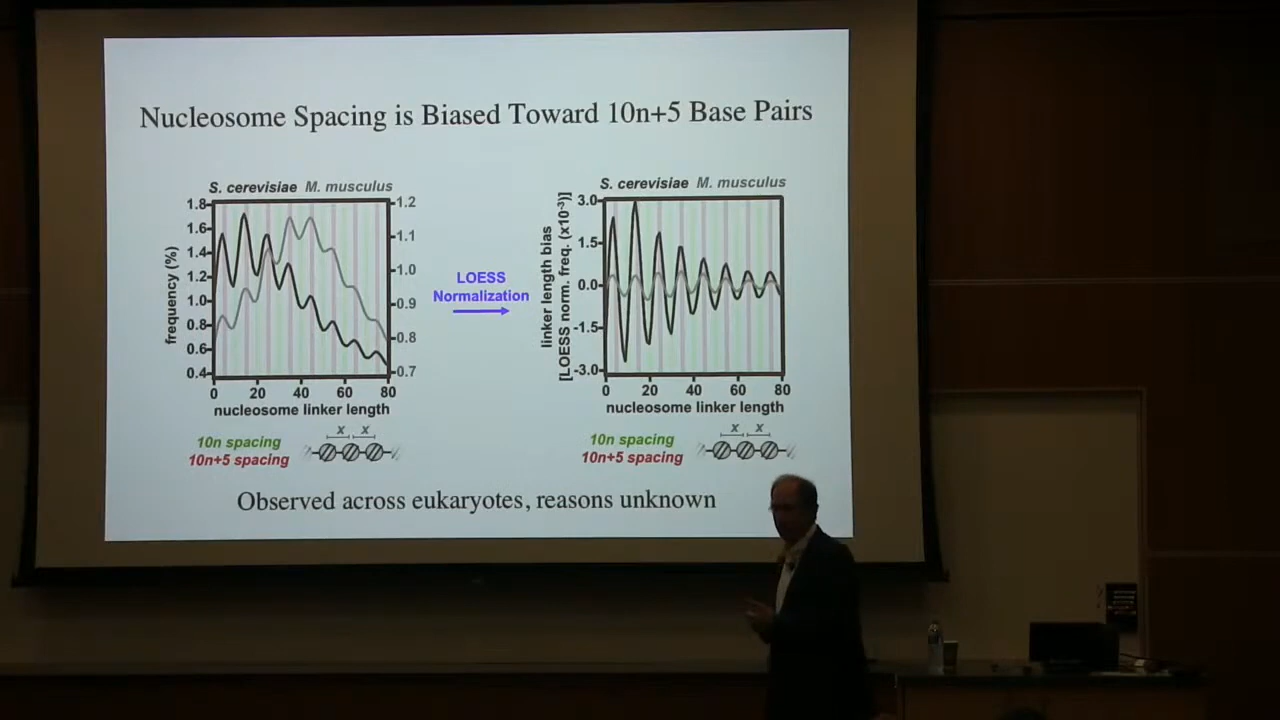 Nucleosome Spacing is Biased Toward 10n+5 Base Pairs
S. cerevisiae M. musculus
1.8
1.6
1.4
1.2
1.0
0.8
0.6
0.4
frequency (%)
1.2
1.1
1.0
0.9
0.8
0.7
0 20 40 60 80
nucleosome linker length
10n spacing
10n+5 spacing
x x
LOESS
Normalization
S. cerevisiae M. musculus
linker length bias
[LOESS norm. freq. (x10⁻³)]
3.0
1.5
0.0
-1.5
-3.0
0 20 40 60 80
nucleosome linker length
10n spacing
10n+5 spacing
x x
Observed across eukaryotes, reasons unknown